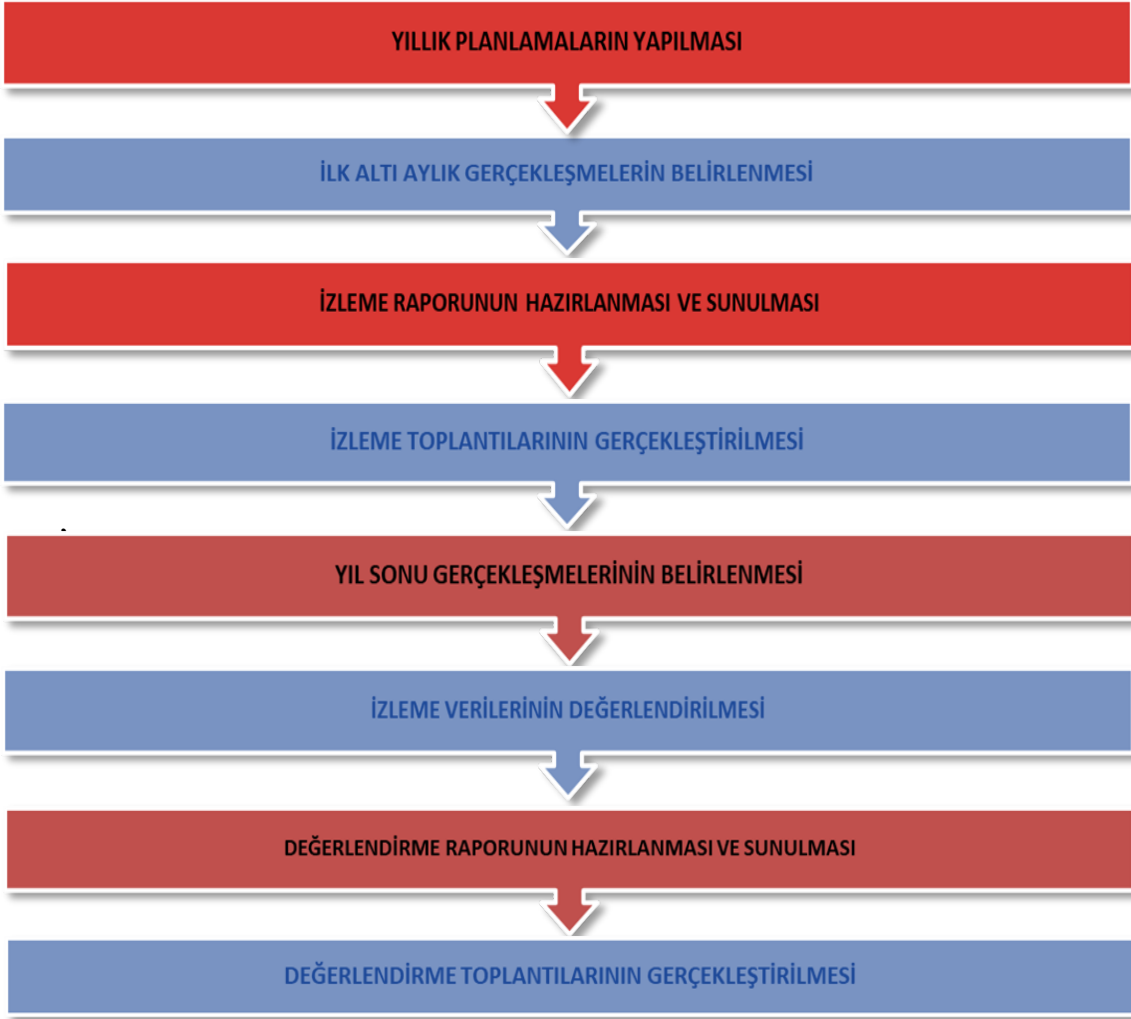 YILLIK PLANLAMALARIN YAPILMASI
İLK ALTI AYLIK GERÇEKLEŞMELERİN BELİRLENMESİ
İZLEME RAPORUNUN HAZIRLANMASI VE SUNULMASI
İZLEME TOPLANTILARININ GERÇEKLEŞTİRİLMESİ
YIL SONU GERÇEKLEŞMELERİNİN BELİRLENMESİ
İZLEME VERİLERİNİN DEĞERLENDİRİLMESİ
DEĞERLENDİRME RAPORUNUN HAZIRLANMASI VE SUNULMASI
DEĞERLENDİRME TOPLANTILARININ GERÇEKLEŞTİRİLMESİ